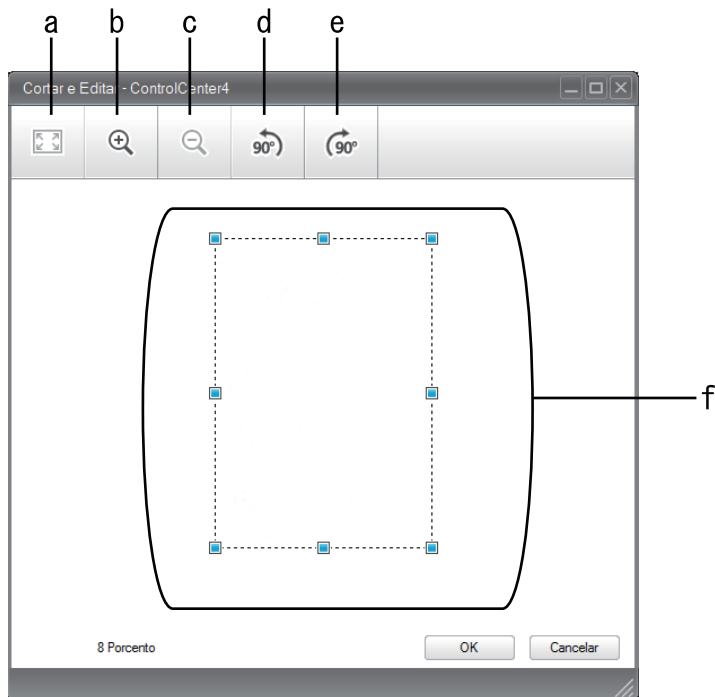 a b c d e
Cortar e Editar - ControlCenter4
90° 90°
f
8 Porcento OK Cancelar